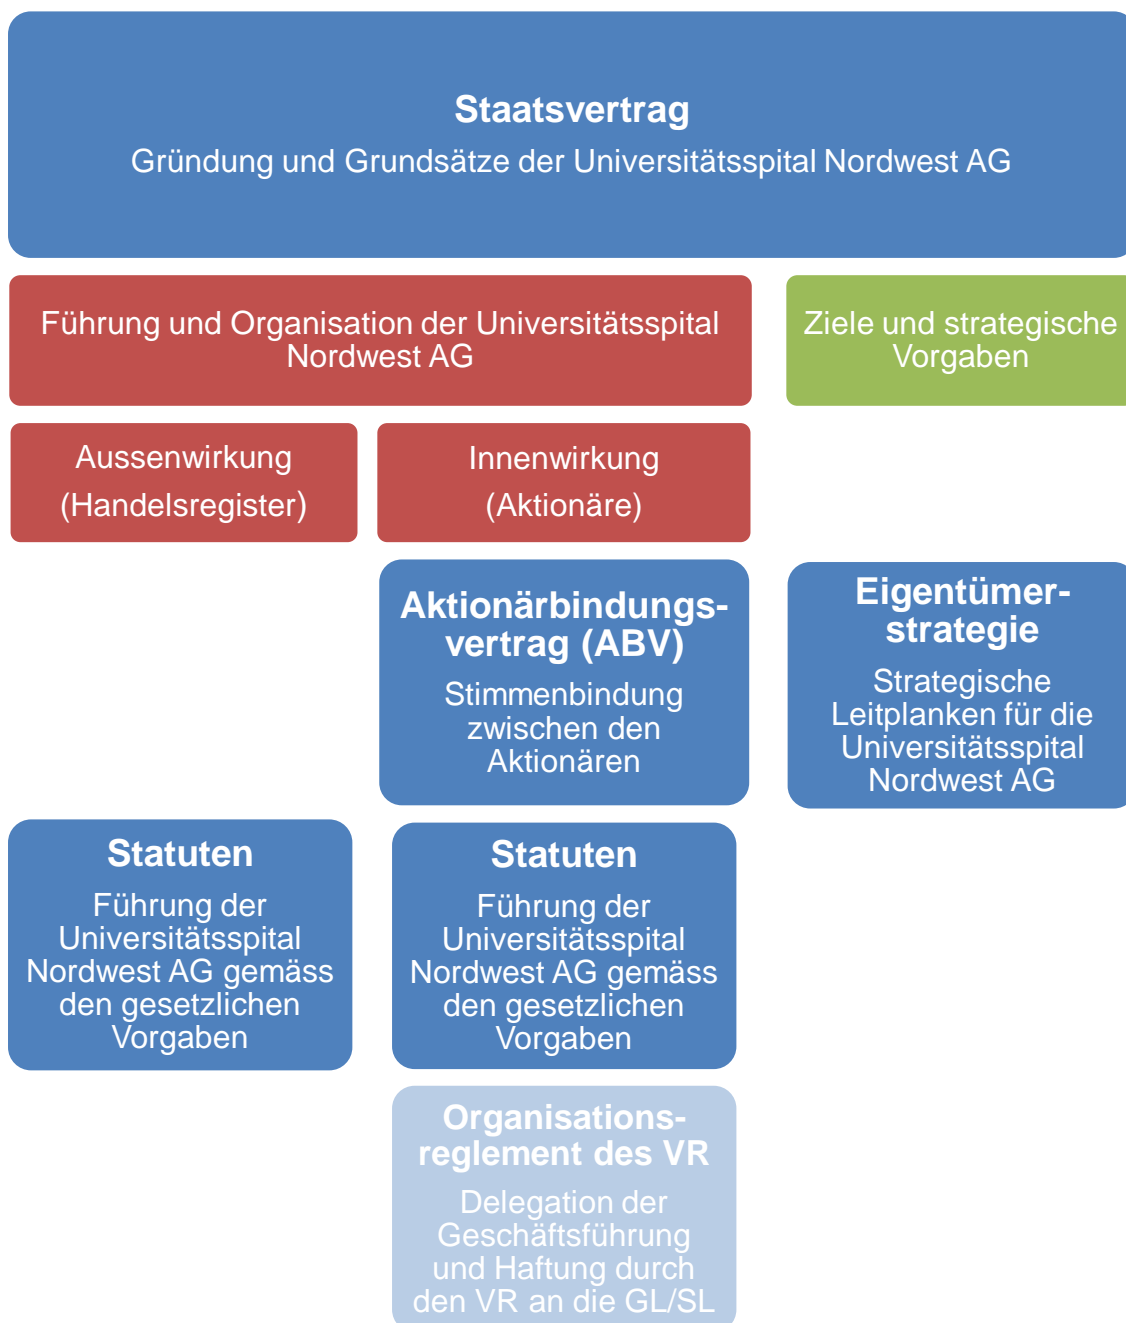 Staatsvertrag
Gründung und Grundsätze der Universitätsspital Nordwest AG
Führung und Organisation der Universitätsspital
Nordwest AG
Ziele und strategische
Vorgaben
Aussenwirkung
(Handelsregister)
Innenwirkung
(Aktionäre)
Aktionärbindungs-
vertrag (ABV)
Stimmenbindung
zwischen den
Aktionären
Eigentümer-
strategie
Strategische
Leitplanken für die
Universitätsspital
Nordwest AG
Statuten
Führung der
Universitätsspital
Nordwest AG gemäss
den gesetzlichen
Vorgaben
Statuten
Führung der
Universitätsspital
Nordwest AG gemäss
den gesetzlichen
Vorgaben
Organisations-
reglement des VR
Delegation der
Geschäftsführung
und Haftung durch
den VR an die GL/SL